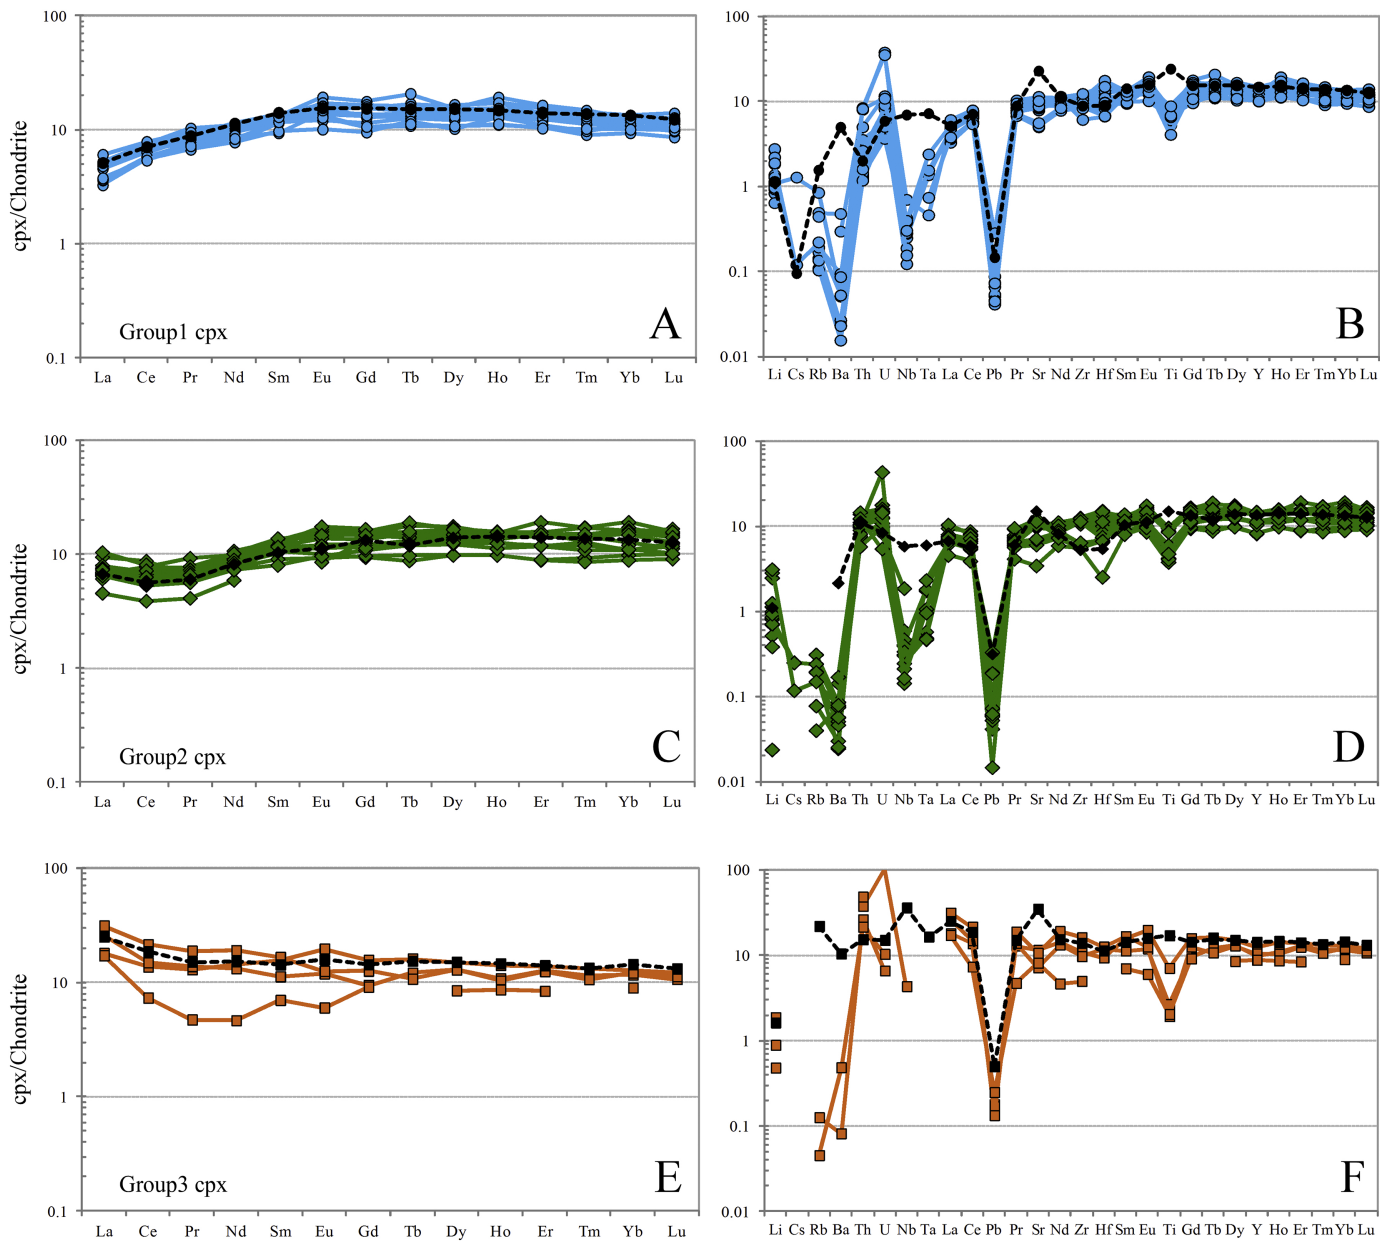 100
10
1
0.1
cpx/Chondrite
Group1 cpx
A
La Ce Pr Nd Sm Eu Gd Tb Dy Ho Er Tm Yb Lu
100
10
1
0.1
0.01
B
Li Cs Rb Ba Th U Nb Ta La Ce Pb Pr Sr Nd Zr Hf Sm Eu Ti Gd Tb Dy Y Ho Er Tm Yb Lu
100
10
1
0.1
cpx/Chondrite
Group2 cpx
C
La Ce Pr Nd Sm Eu Gd Tb Dy Ho Er Tm Yb Lu
100
10
1
0.1
0.01
D
Li Cs Rb Ba Th U Nb Ta La Ce Pb Pr Sr Nd Zr Hf Sm Eu Ti Gd Tb Dy Y Ho Er Tm Yb Lu
100
10
1
0.1
cpx/Chondrite
Group3 cpx
E
La Ce Pr Nd Sm Eu Gd Tb Dy Ho Er Tm Yb Lu
100
10
1
0.1
0.01
F
Li Cs Rb Ba Th U Nb Ta La Ce Pb Pr Sr Nd Zr Hf Sm Eu Ti Gd Tb Dy Y Ho Er Tm Yb Lu